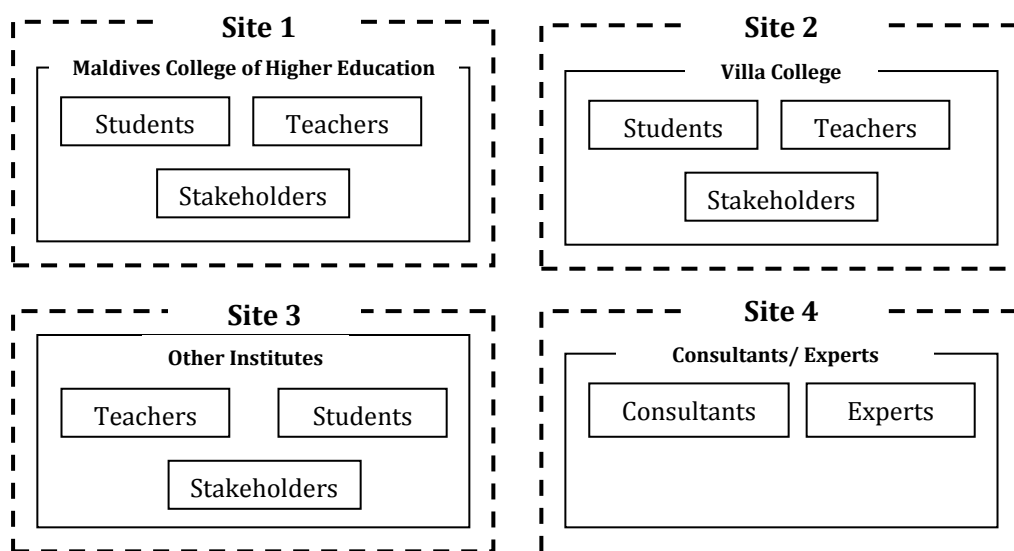 Site 1
Maldives College of Higher Education
Students
Teachers
Stakeholders
Site 2
Villa College
Students
Teachers
Stakeholders
Site 3
Other Institutes
Teachers
Students
Stakeholders
Site 4
Consultants/ Experts
Consultants
Experts